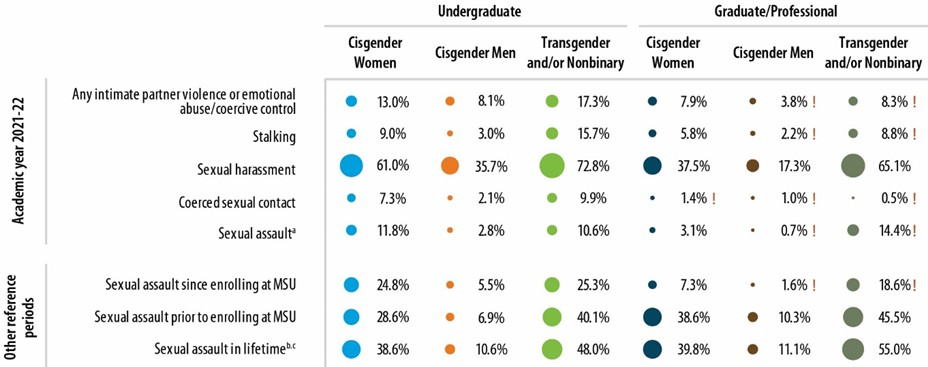 Undergraduate Graduate/Professional
Cisgender Women Cisgender Men Transgender and/or Nonbinary Cisgender Women Cisgender Men Transgender and/or Nonbinary
Academic year 2021-22
Any intimate partner violence or emotional abuse/coercive control 13.0% 8.1% 17.3% 7.9% 3.8% ! 8.3% !
Stalking 9.0% 3.0% 15.7% 5.8% 2.2% ! 8.8% !
Sexual harassment 61.0% 35.7% 72.8% 37.5% 17.3% 65.1%
Coerced sexual contact 7.3% 2.1% 9.9% 1.4% ! 1.0% ! 0.5% !
Sexual assaultᵃ 11.8% 2.8% 10.6% 3.1% 0.7% ! 14.4% !
Other reference periods
Sexual assault since enrolling at MSU 24.8% 5.5% 25.3% 7.3% 1.6% ! 18.6% !
Sexual assault prior to enrolling at MSU 28.6% 6.9% 40.1% 38.6% 10.3% 45.5%
Sexual assault in lifetimeᵇ·ᶜ 38.6% 10.6% 48.0% 39.8% 11.1% 55.0%